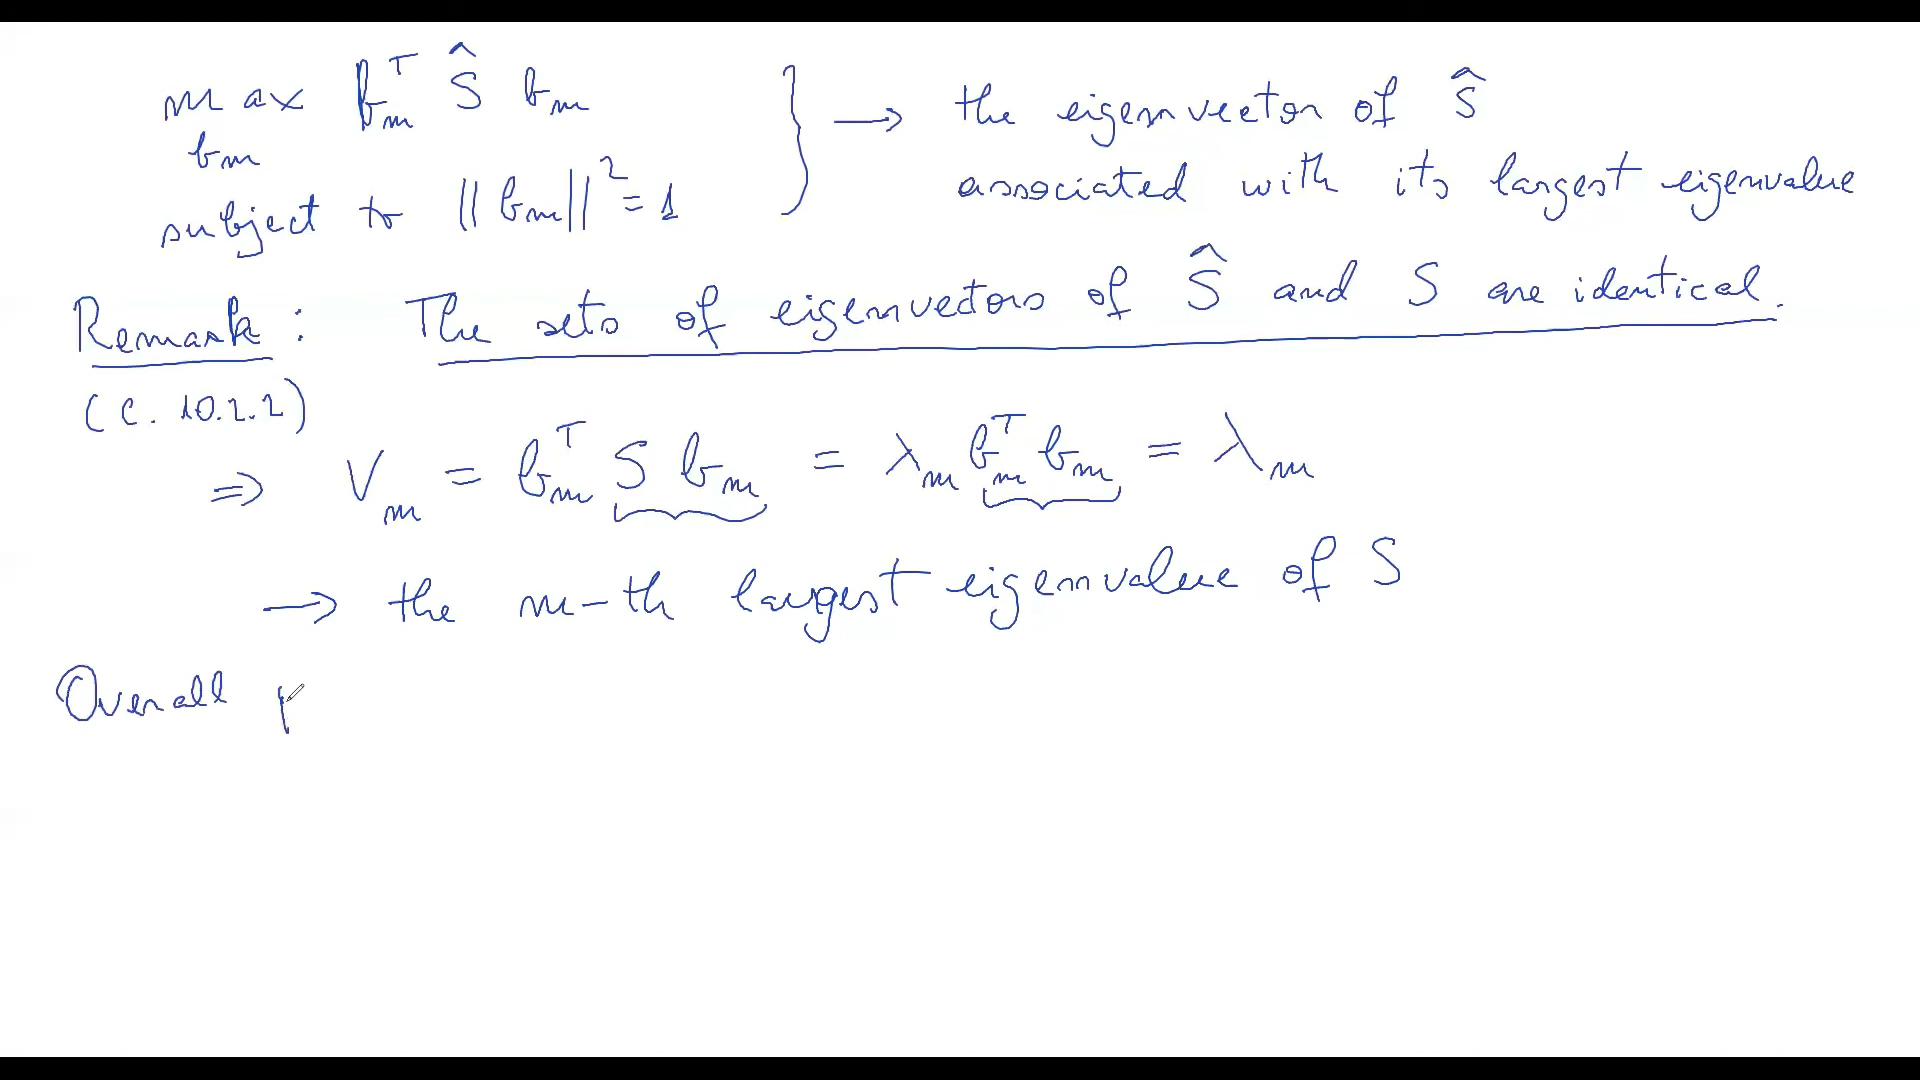 max b_m^T Ŝ b_m } → the eigenvector of Ŝ
b_m
subject to ||b_m||² = 1 associated with its largest eigenvalue
Remark: The sets of eigenvectors of Ŝ and S are identical.
(C. 10.2.2)
⇒ V_m = b_m^T S b_m = λ_m b_m^T b_m = λ_m
→ the m-th largest eigenvalue of S
Overall